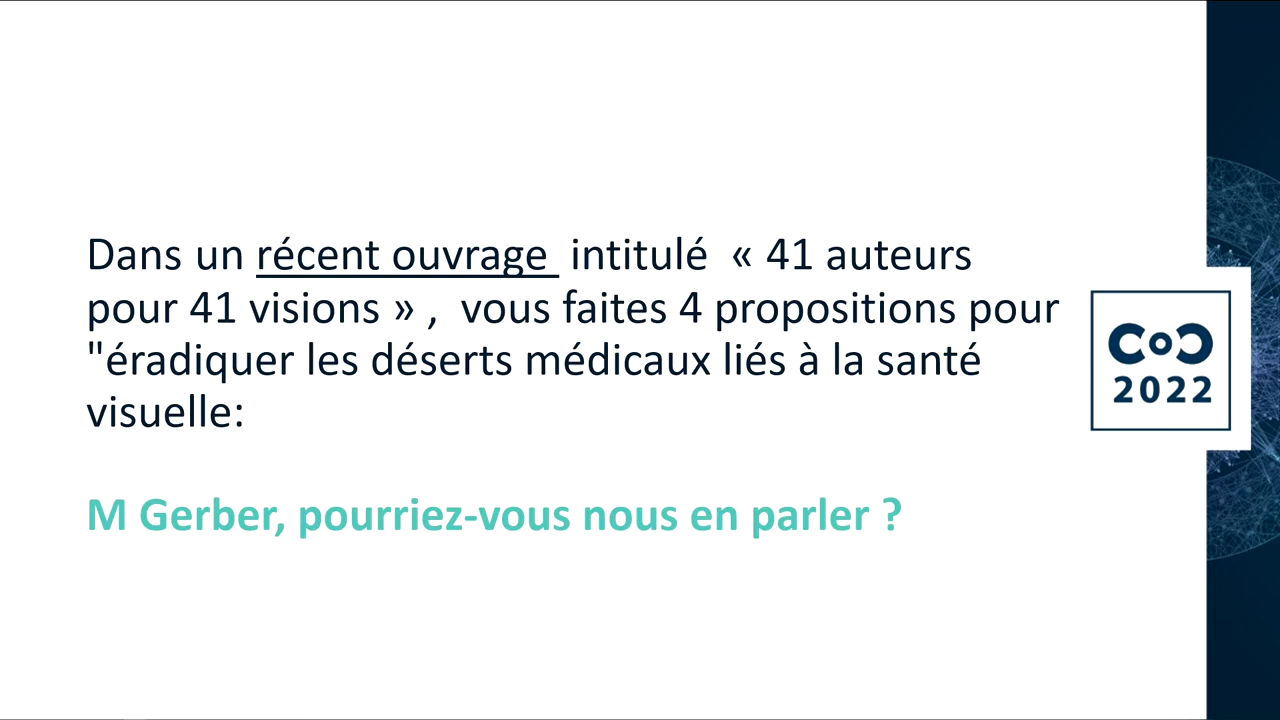 Dans un récent ouvrage  intitulé  « 41 auteurs
pour 41 visions » ,  vous faites 4 propositions pour
"éradiquer les déserts médicaux liés à la santé
visuelle:
M Gerber, pourriez-vous nous en parler ?
COC
2022